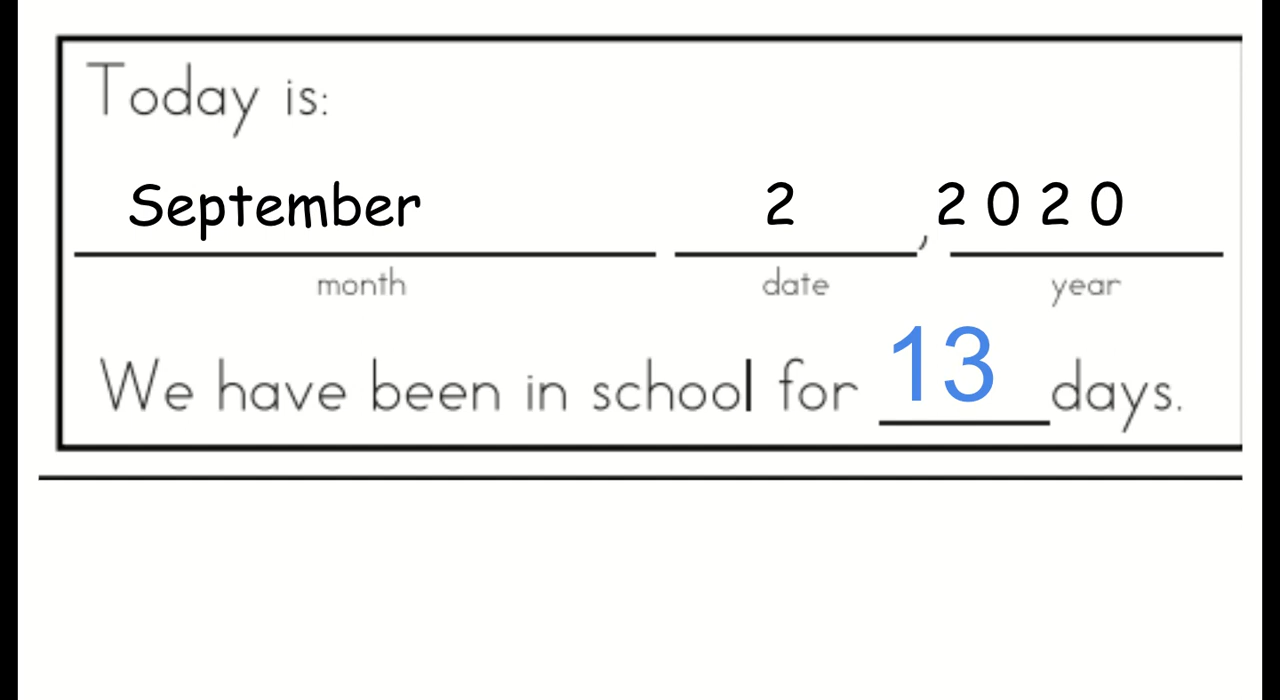 Today is:
September 2, 2020
month date year
We have been in school for 13 days.